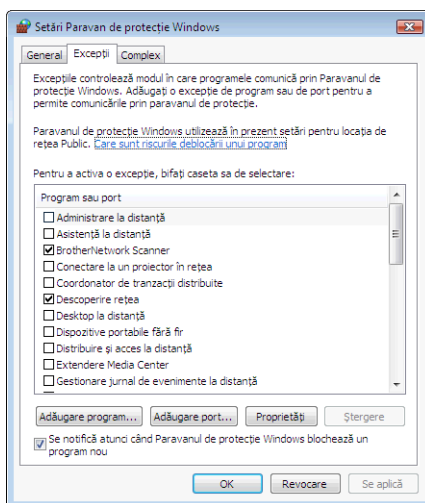 Setări Paravan de protecție Windows
General Excepții Complex
Excepțiile controlează modul în care programele comunică prin Paravanul de
protecție Windows. Adăugați o excepție de program sau de port pentru a
permite comunicările prin paravanul de protecție.
Paravanul de protecție Windows utilizează în prezent setări pentru locația de
rețea Public. Care sunt riscurile deblocării unui program
Pentru a activa o excepție, bifați caseta sa de selectare:
Program sau port
Administrare la distanță
Asistență la distanță
BrotherNetwork Scanner
Conectare la un proiector în rețea
Coordonator de tranzacții distribuite
Descoperire rețea
Desktop la distanță
Dispozitive portabile fără fir
Distribuire și acces la distanță
Extendere Media Center
Gestionare jurnal de evenimente la distanță
Adăugare program... Adăugare port... Proprietăți Ștergere
Se notifică atunci când Paravanul de protecție Windows blochează un
program nou
OK Revocare Se aplică